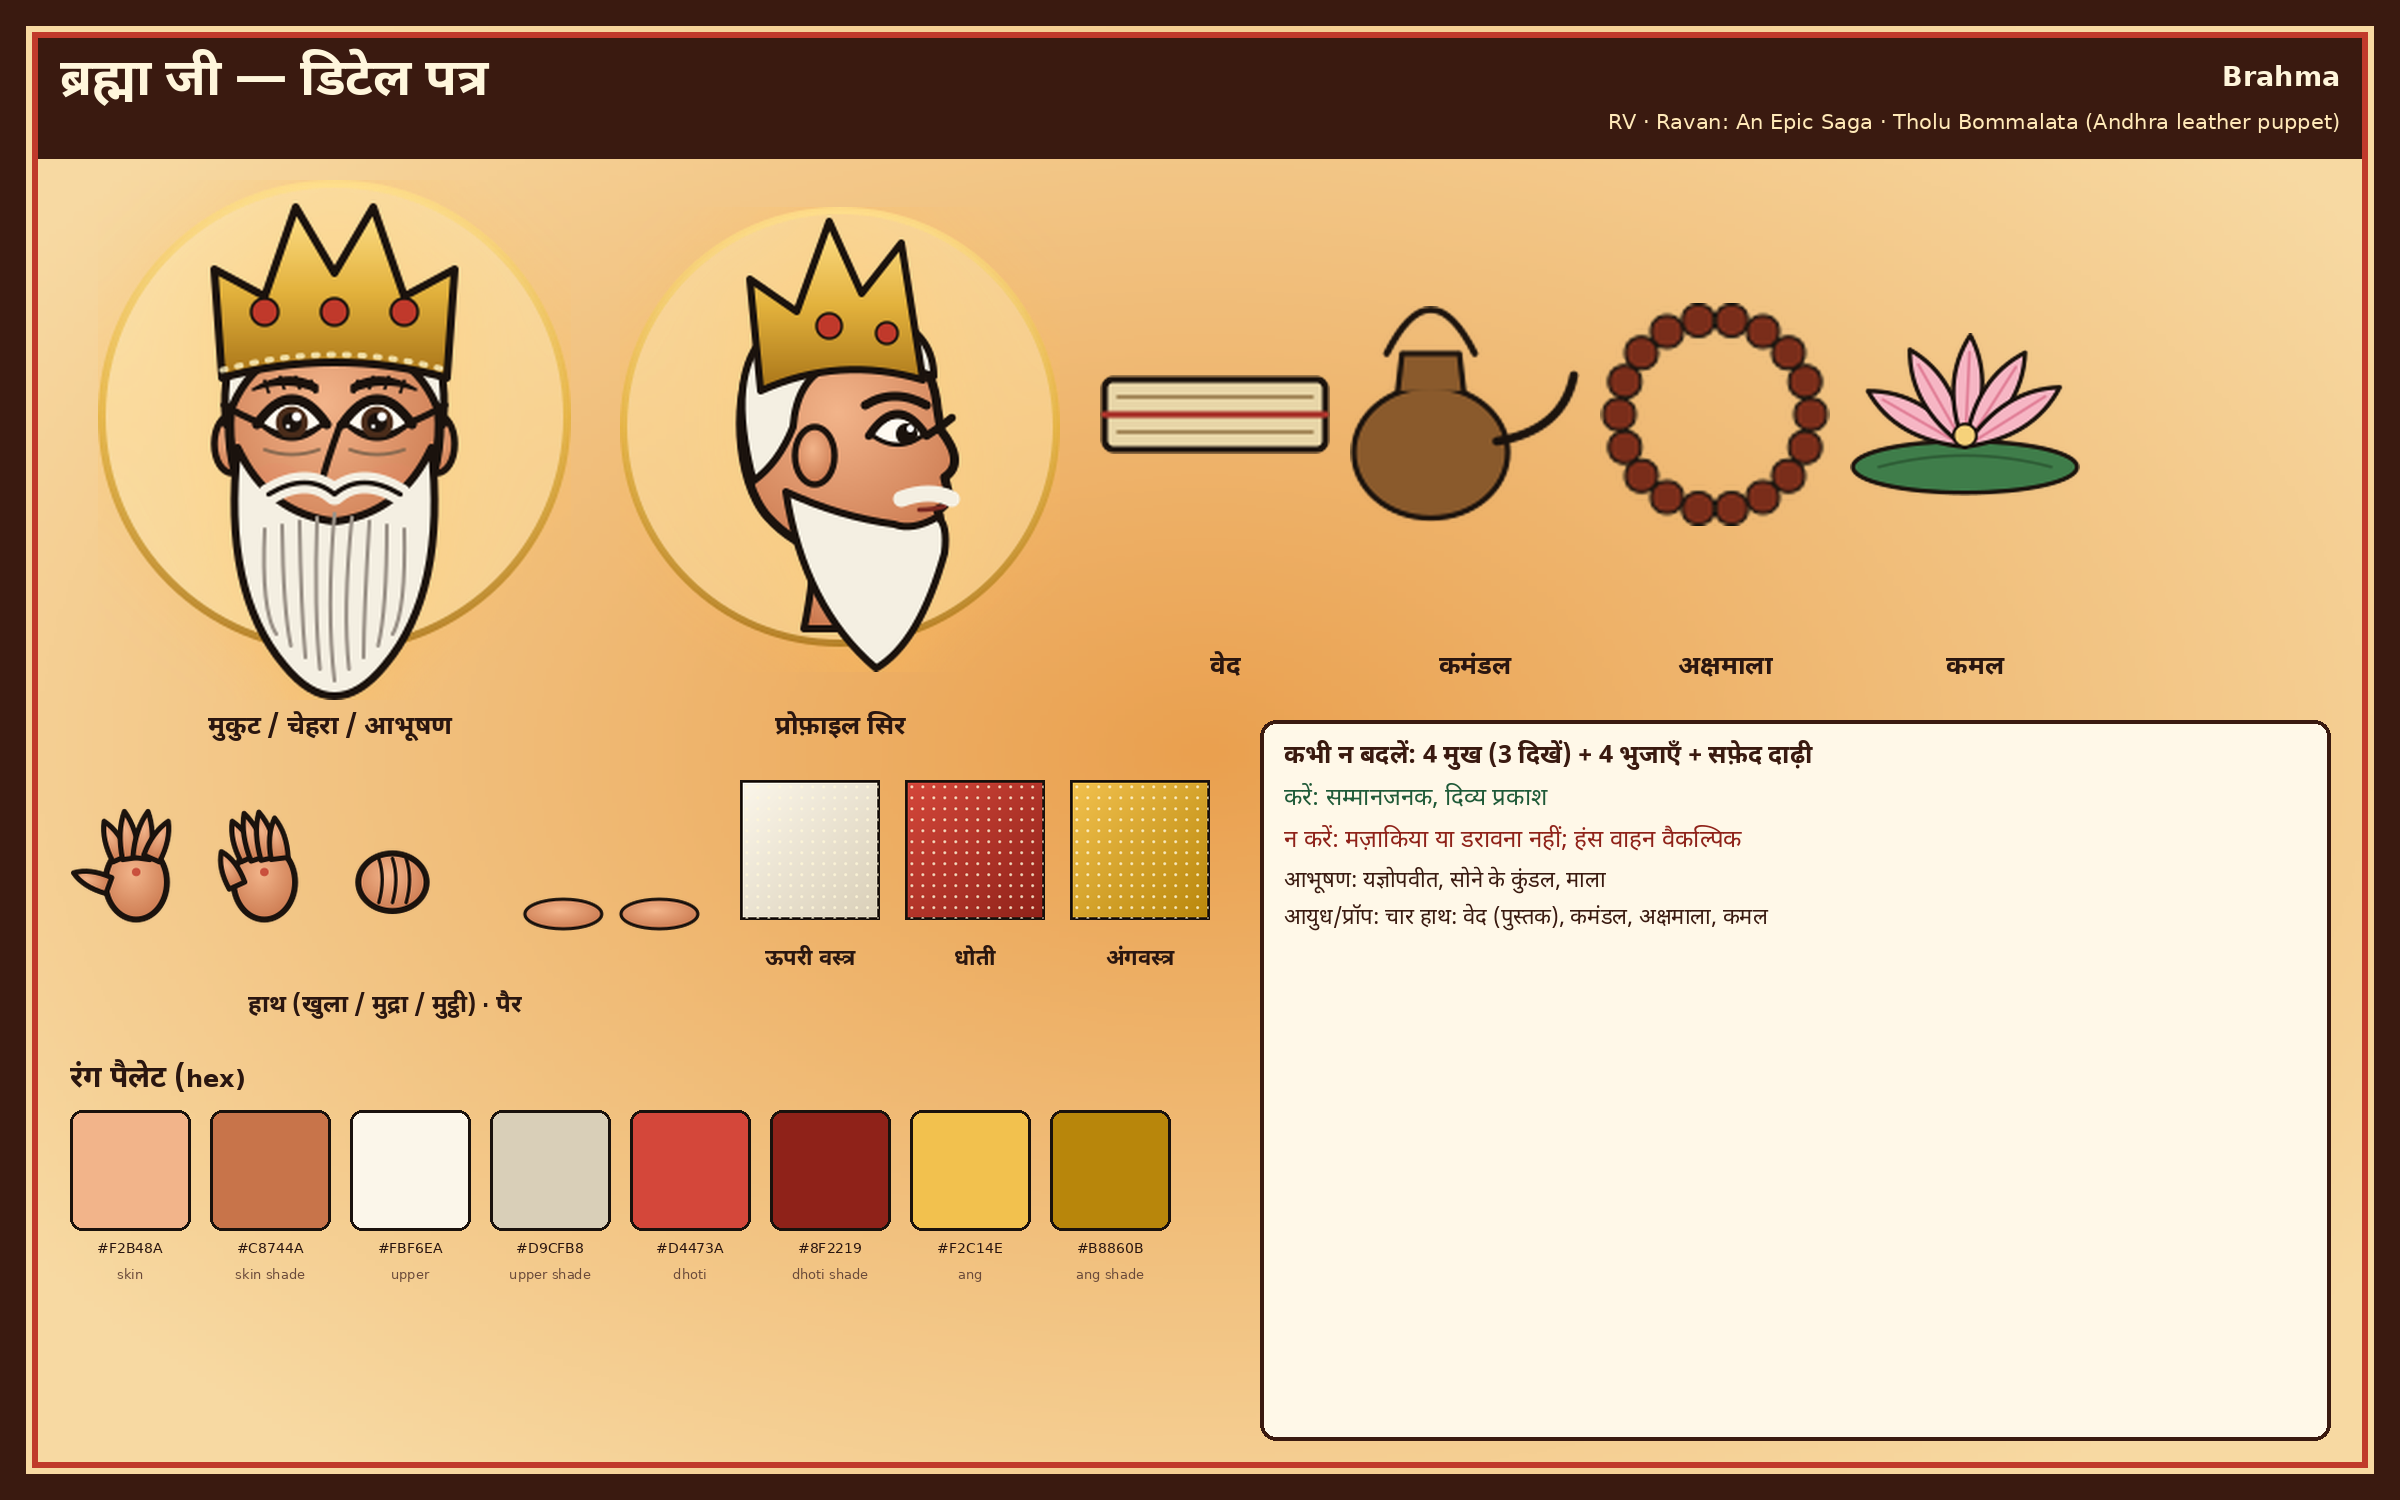 ब्रह्मा जी — डिटेल पत्र
Brahma
RV · Ravan: An Epic Saga · Tholu Bommalata (Andhra leather puppet)
वेद
कमंडल
अक्षमाला
कमल
मुकुट / चेहरा / आभूषण
प्रोफ़ाइल सिर
कभी न बदलें: 4 मुख (3 दिखें) + 4 भुजाएँ + सफ़ेद दाढ़ी
करें: सम्मानजनक, दिव्य प्रकाश
न करें: मज़ाकिया या डरावना नहीं; हंस वाहन वैकल्पिक
आभूषण: यज्ञोपवीत, सोने के कुंडल, माला
आयुध/प्रॉप: चार हाथ: वेद (पुस्तक), कमंडल, अक्षमाला, कमल
ऊपरी वस्त्र
धोती
अंगवस्त्र
हाथ (खुला / मुद्रा / मुट्ठी) · पैर
रंग पैलेट (hex)
#F2B48A
#C8744A
#FBF6EA
#D9CFB8
#D4473A
#8F2219
#F2C14E
#B8860B
skin
skin shade
upper
upper shade
dhoti
dhoti shade
ang
ang shade